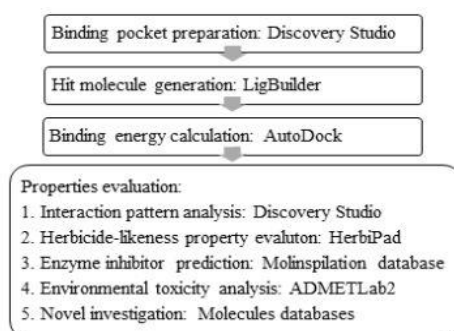 Binding pocket preparation: Discovery Studio
Hit molecule generation: LigBuilder
Binding energy calculation: AutoDock
Properties evaluation:
1. Interaction pattern analysis: Discovery Studio
2. Herbicide-likeness property evaluton: HerbiPad
3. Enzyme inhibitor prediction: Molinspilation database
4. Environmental toxicity analysis: ADMETLab2
5. Novel investigation: Molecules databases